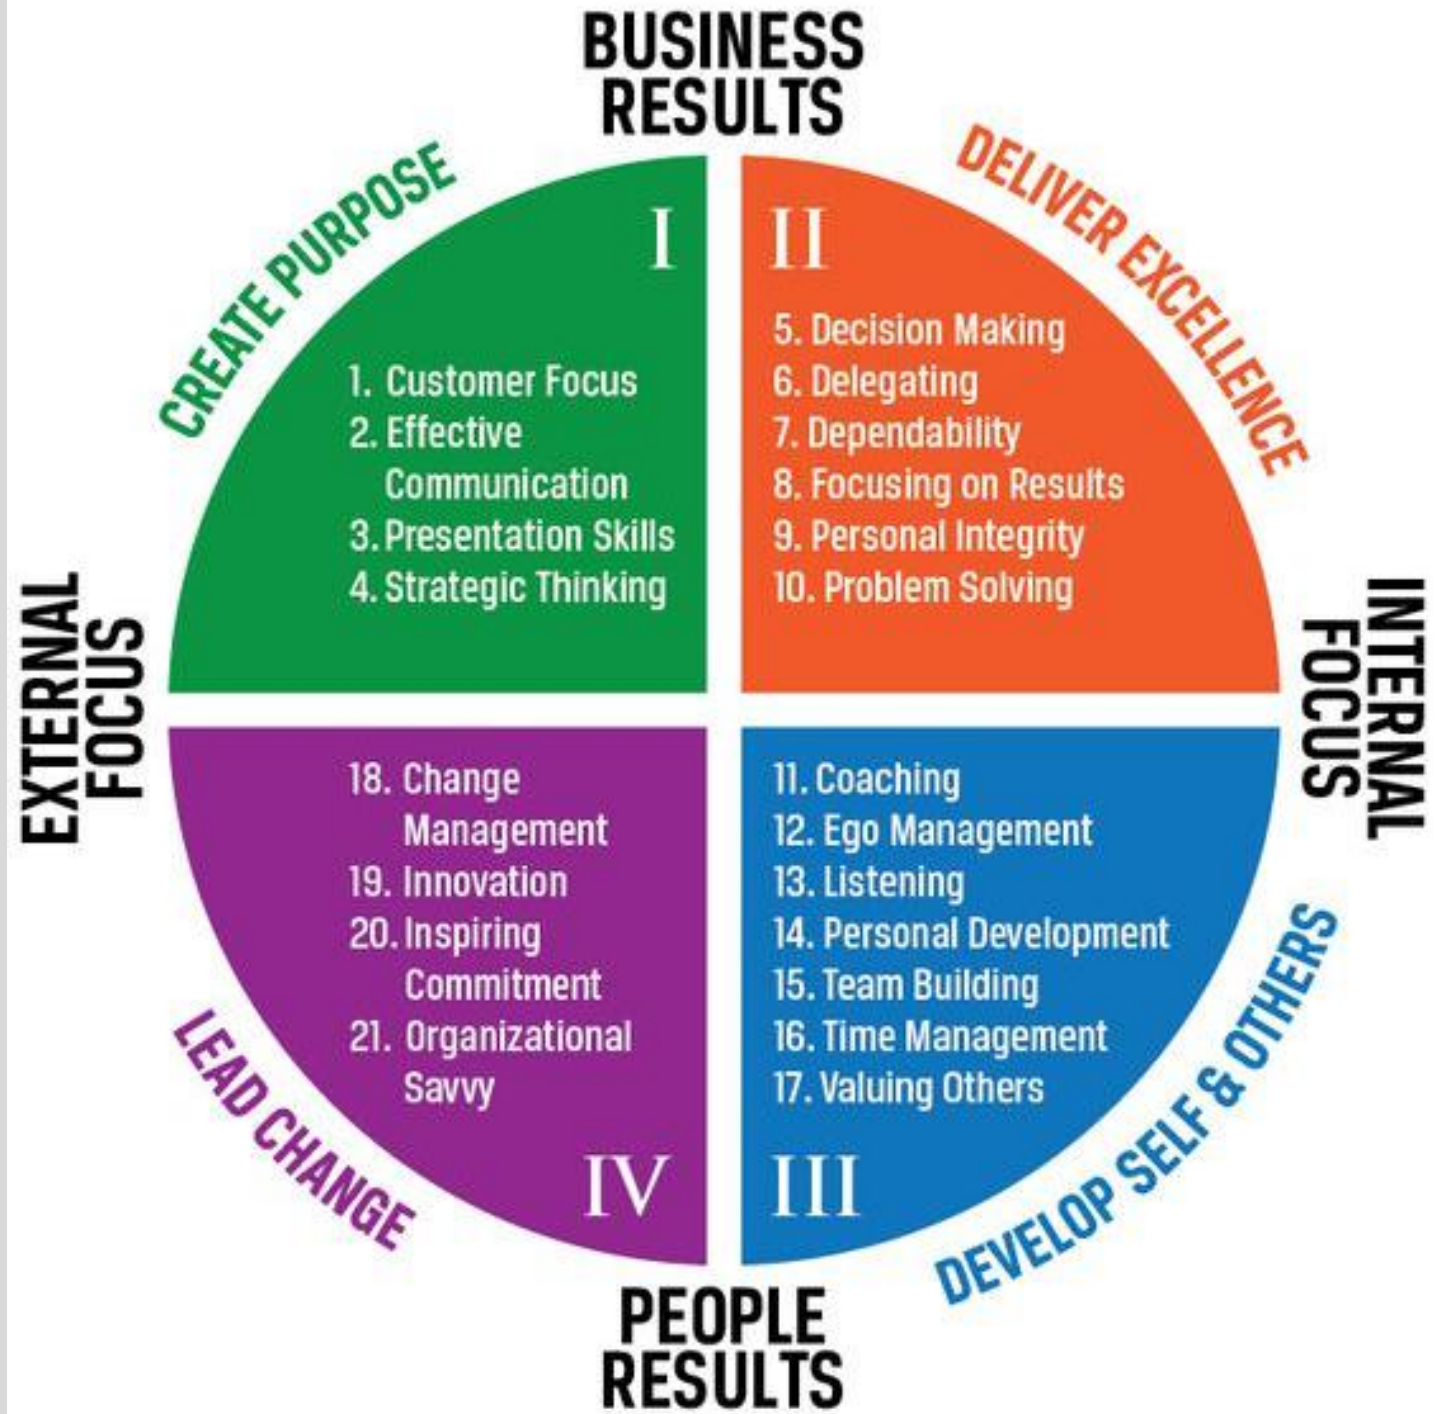 BUSINESS
RESULTS
CREATE PURPOSE
DELIVER EXCELLENCE
I
1. Customer Focus
2. Effective
Communication
3. Presentation Skills
4. Strategic Thinking
II
5. Decision Making
6. Delegating
7. Dependability
8. Focusing on Results
9. Personal Integrity
10. Problem Solving
EXTERNAL
FOCUS
INTERNAL
FOCUS
18. Change
Management
19. Innovation
20. Inspiring
Commitment
21. Organizational
Savvy
IV
11. Coaching
12. Ego Management
13. Listening
14. Personal Development
15. Team Building
16. Time Management
17. Valuing Others
III
LEAD CHANGE
DEVELOP SELF & OTHERS
PEOPLE
RESULTS